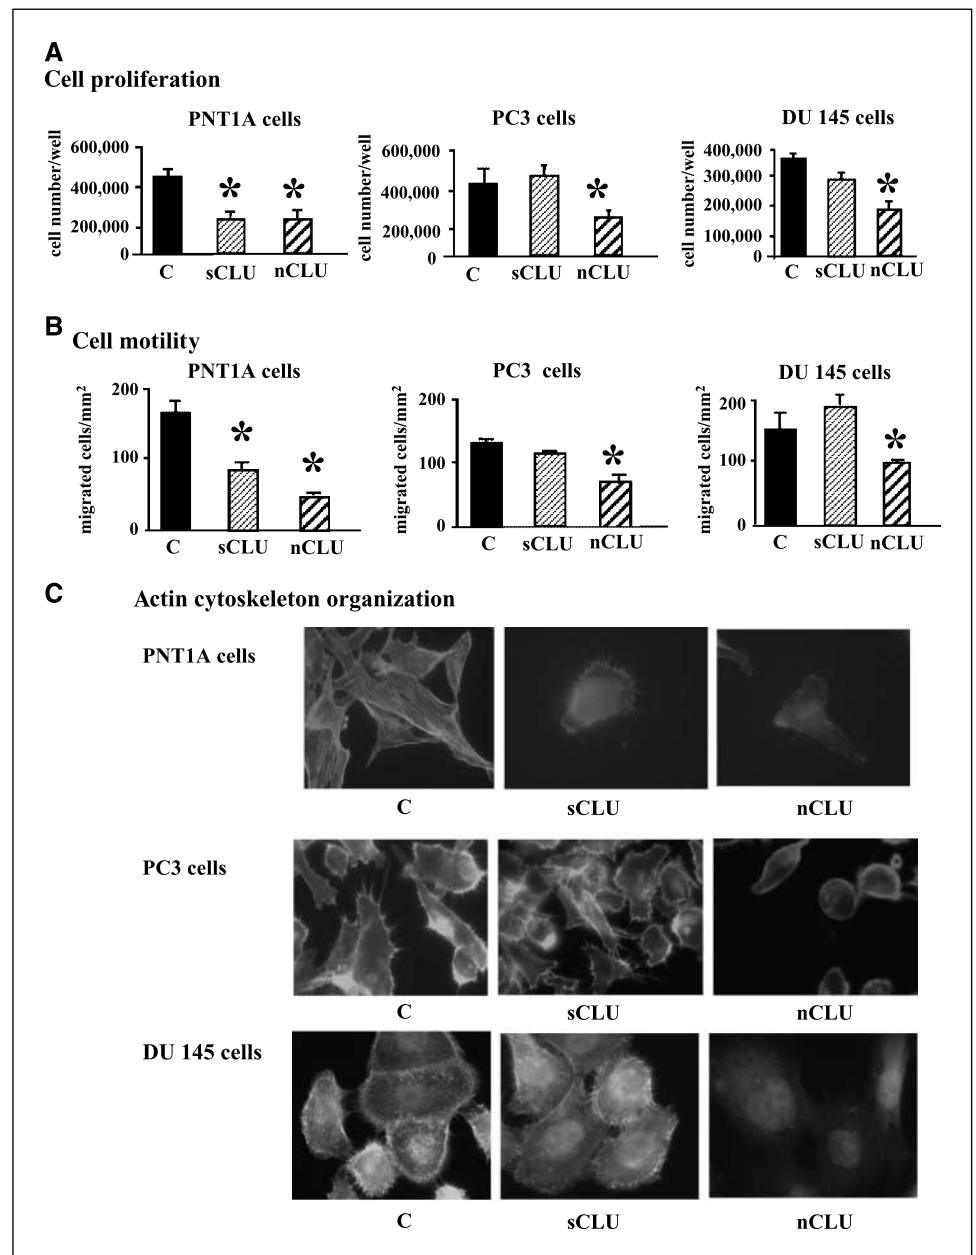 A
Cell proliferation
PNT1A cells
PC3 cells
DU 145 cells
cell number/well
600,000
400,000
200,000
0
*
*
C
sCLU
nCLU
cell number/well
600,000
400,000
200,000
0
*
C
sCLU
nCLU
cell number/well
400,000
300,000
200,000
100,000
0
*
C
sCLU
nCLU
B
Cell motility
PNT1A cells
PC3 cells
DU 145 cells
migrated cells/mm²
200
100
0
*
*
C
sCLU
nCLU
migrated cells/mm²
200
100
0
*
C
sCLU
nCLU
migrated cells/mm²
200
100
0
*
C
sCLU
nCLU
C
Actin cytoskeleton organization
PNT1A cells
C
sCLU
nCLU
PC3 cells
C
sCLU
nCLU
DU 145 cells
C
sCLU
nCLU